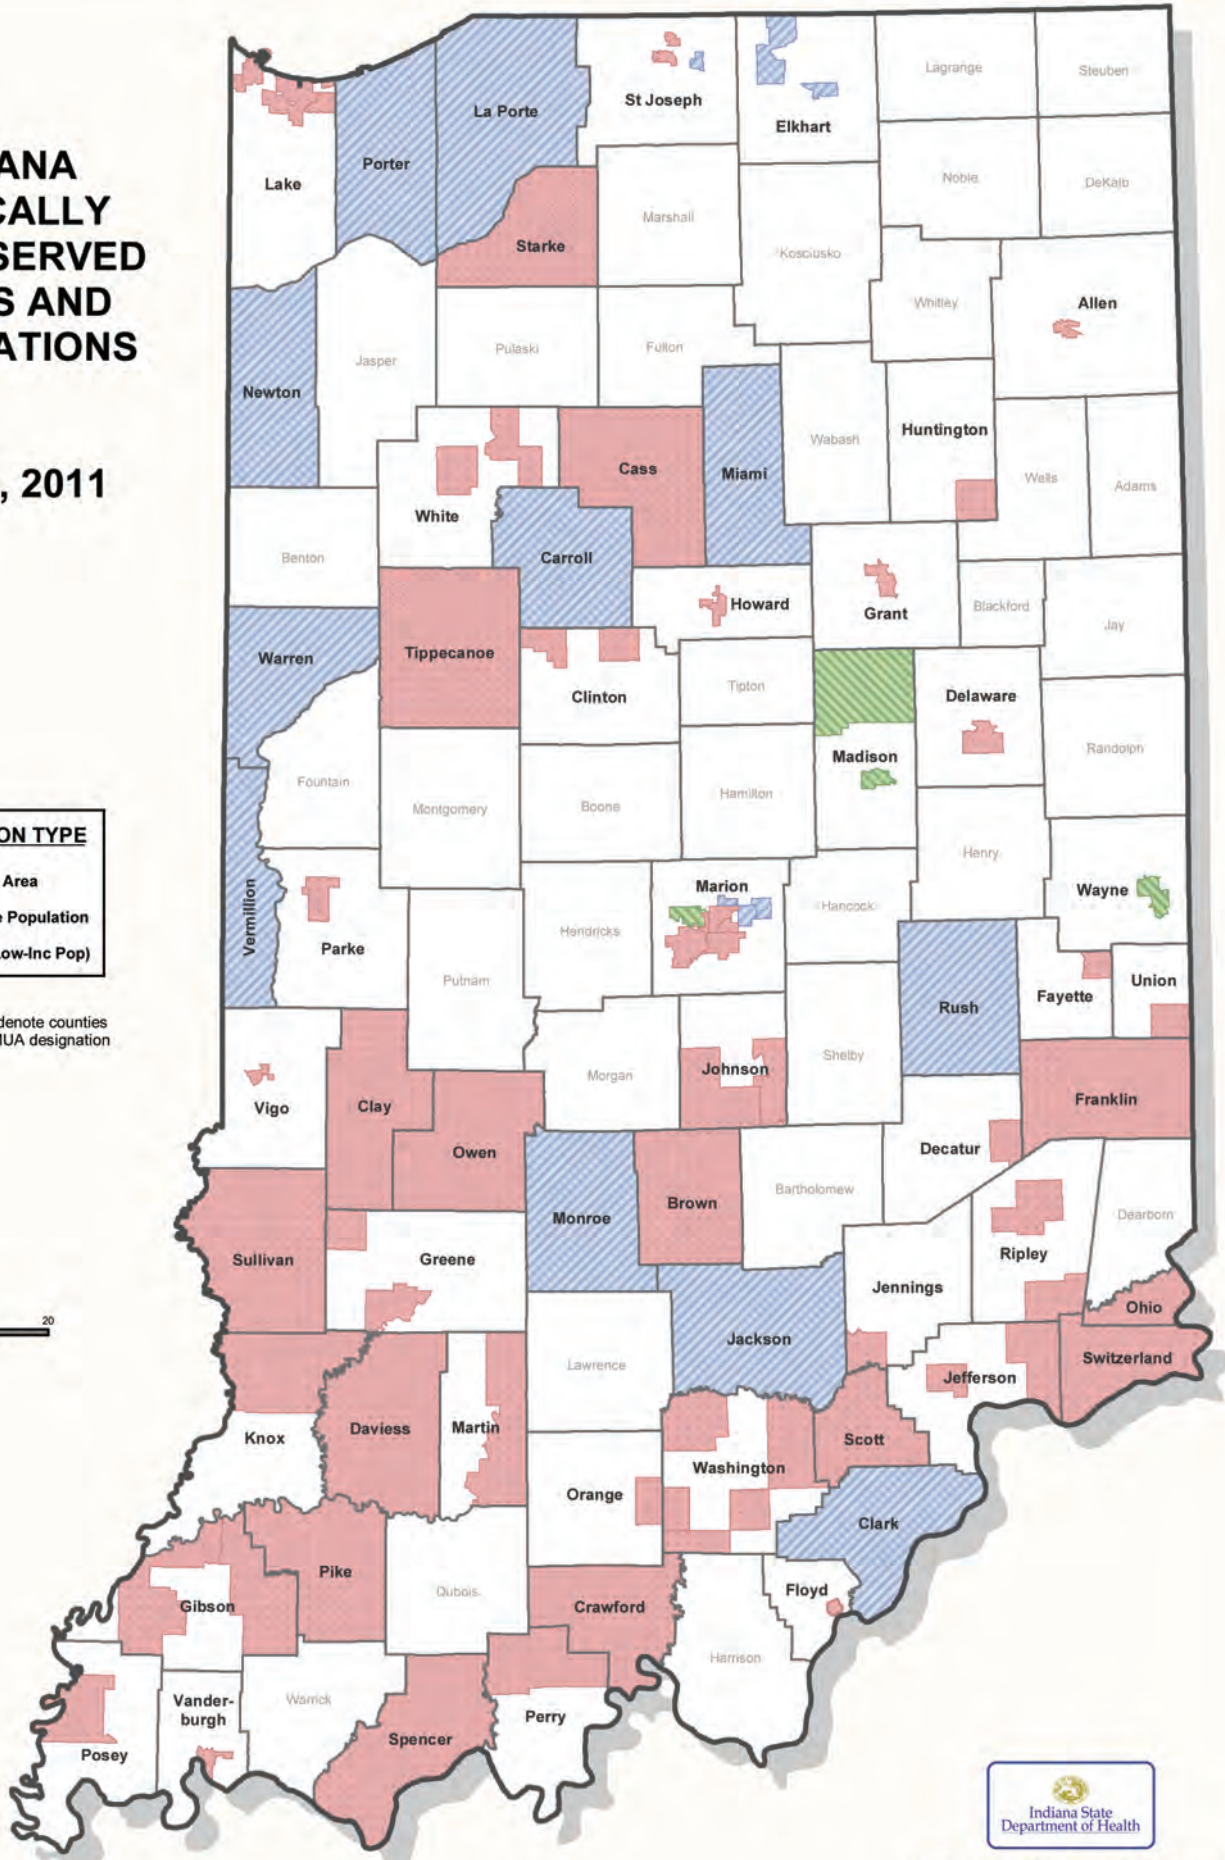 ANA
CALLY
SERVED
S AND
ATIONS
, 2011
ON TYPE
Area
e Population
Low-Inc Pop)
denote counties
MUA designation
20
La Porte
St Joseph
Elkhart
Lagrange
Steuben
Porter
Lake
Noble
DeKalb
Starke
Marshall
Kosciusko
Whitley
Allen
Newton
Jasper
Pulaski
Fulton
Cass
Miami
Wabash
Huntington
Wells
Adams
White
Benton
Carroll
Howard
Grant
Blackford
Jay
Warren
Tippecanoe
Clinton
Tipton
Madison
Delaware
Randolph
Fountain
Montgomery
Boone
Hamilton
Henry
Wayne
Vermillion
Parke
Putnam
Hendricks
Marion
Hancock
Rush
Fayette
Union
Vigo
Clay
Owen
Morgan
Johnson
Shelby
Franklin
Decatur
Sullivan
Greene
Monroe
Brown
Bartholomew
Ripley
Dearborn
Jennings
Ohio
Switzerland
Jefferson
Lawrence
Jackson
Knox
Daviess
Martin
Orange
Washington
Scott
Clark
Floyd
Gibson
Pike
Dubois
Crawford
Harrison
Posey
Vander-
burgh
Warrick
Spencer
Perry
Indiana State
Department of Health